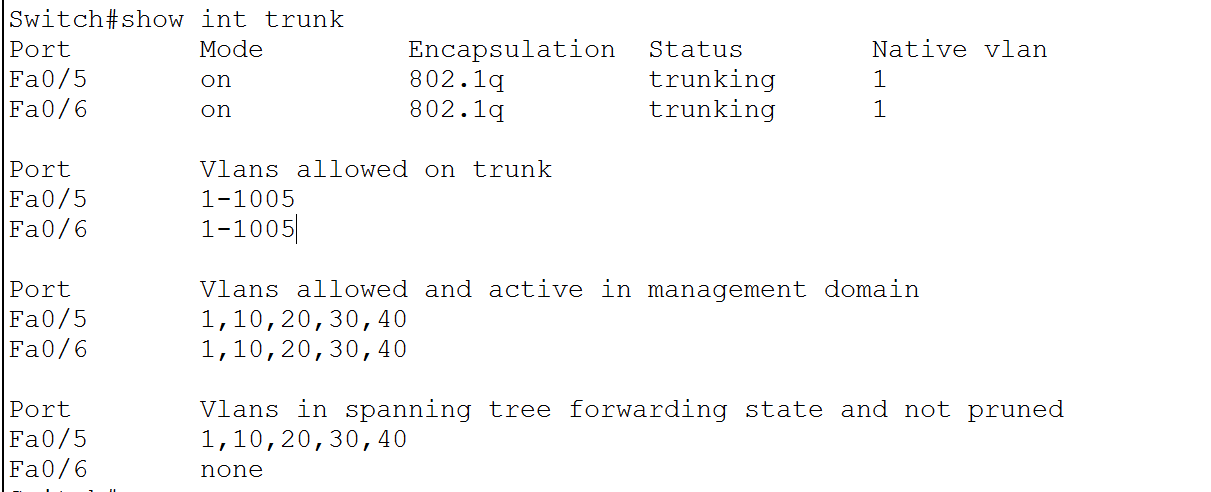 Switch#show int trunk
Port Mode Encapsulation Status Native vlan
Fa0/5 on 802.1q trunking 1
Fa0/6 on 802.1q trunking 1
Port Vlans allowed on trunk
Fa0/5 1-1005
Fa0/6 1-1005
Port Vlans allowed and active in management domain
Fa0/5 1,10,20,30,40
Fa0/6 1,10,20,30,40
Port Vlans in spanning tree forwarding state and not pruned
Fa0/5 1,10,20,30,40
Fa0/6 none